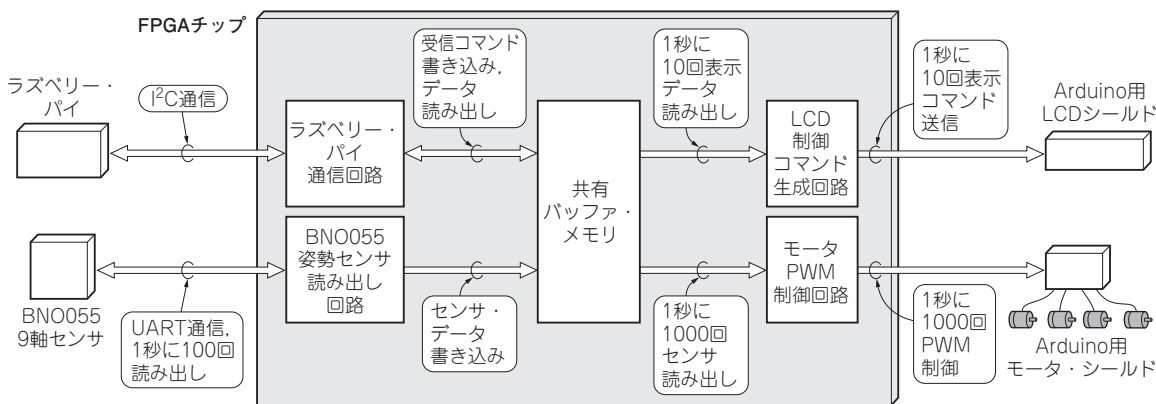 FPGAチップ
ラズベリー・
パイ
I²C通信
受信コマンド
書き込み,
データ
読み出し
1秒に
10回表示
データ
読み出し
1秒に
10回表示
コマンド
送信
Arduino用
LCDシールド
ラズベリー・
パイ
通信回路
共有
バッファ・
メモリ
LCD
制御
コマンド
生成回路
BNO055
9軸センサ
UART通信,
1秒に100回
読み出し
BNO055
姿勢センサ
読み出し
回路
センサ・
データ
書き込み
1秒に
1000回
センサ
読み出し
モータ
PWM
制御回路
1秒に
1000回
PWM
制御
Arduino用
モータ・シールド